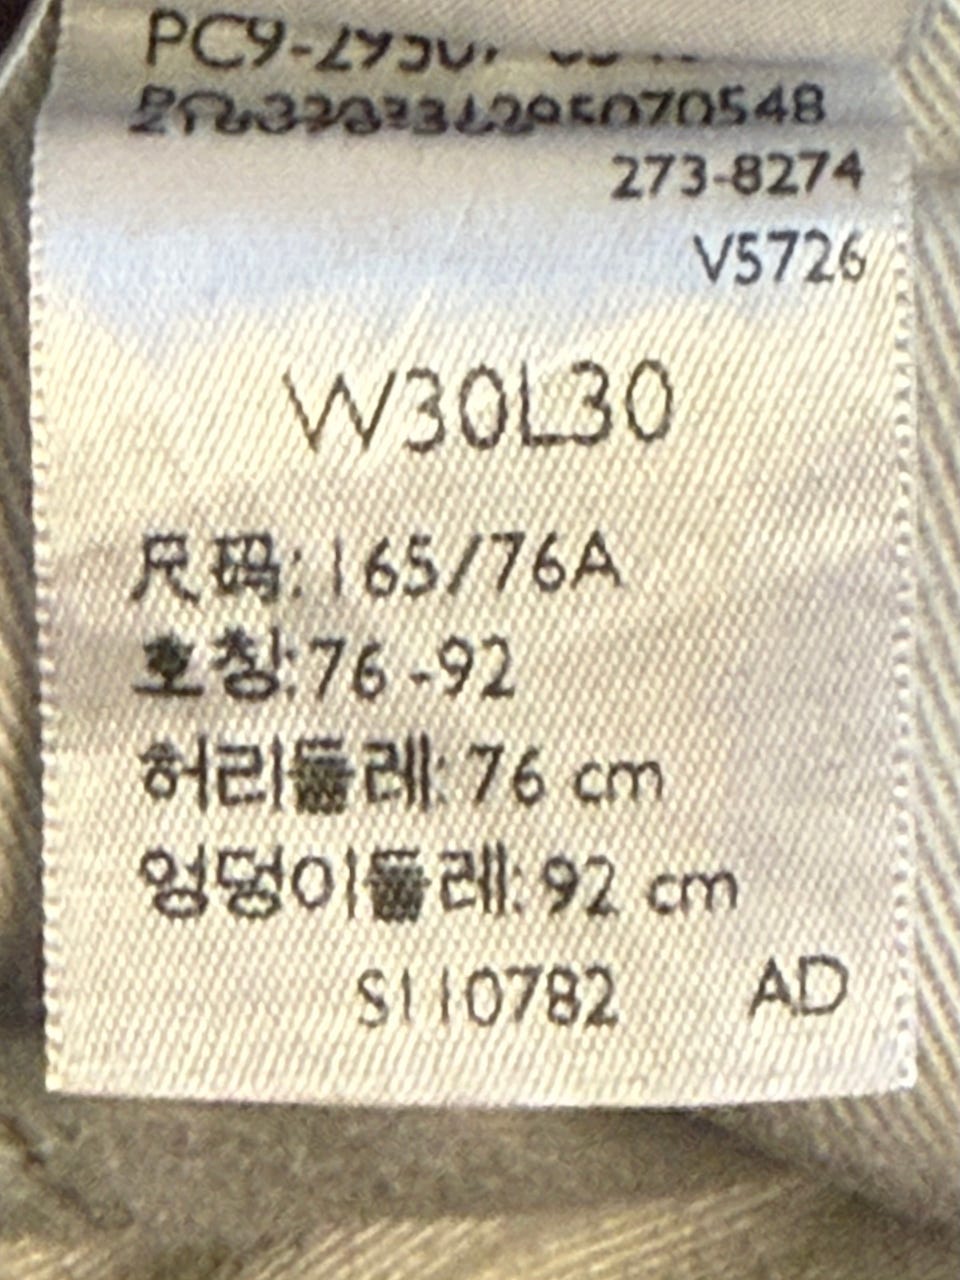 273-8274
V5726
W30L30
尺码: 165/76A
호칭: 76 -92
허리둘레: 76 cm
엉덩이둘레: 92 cm
S110782 AD